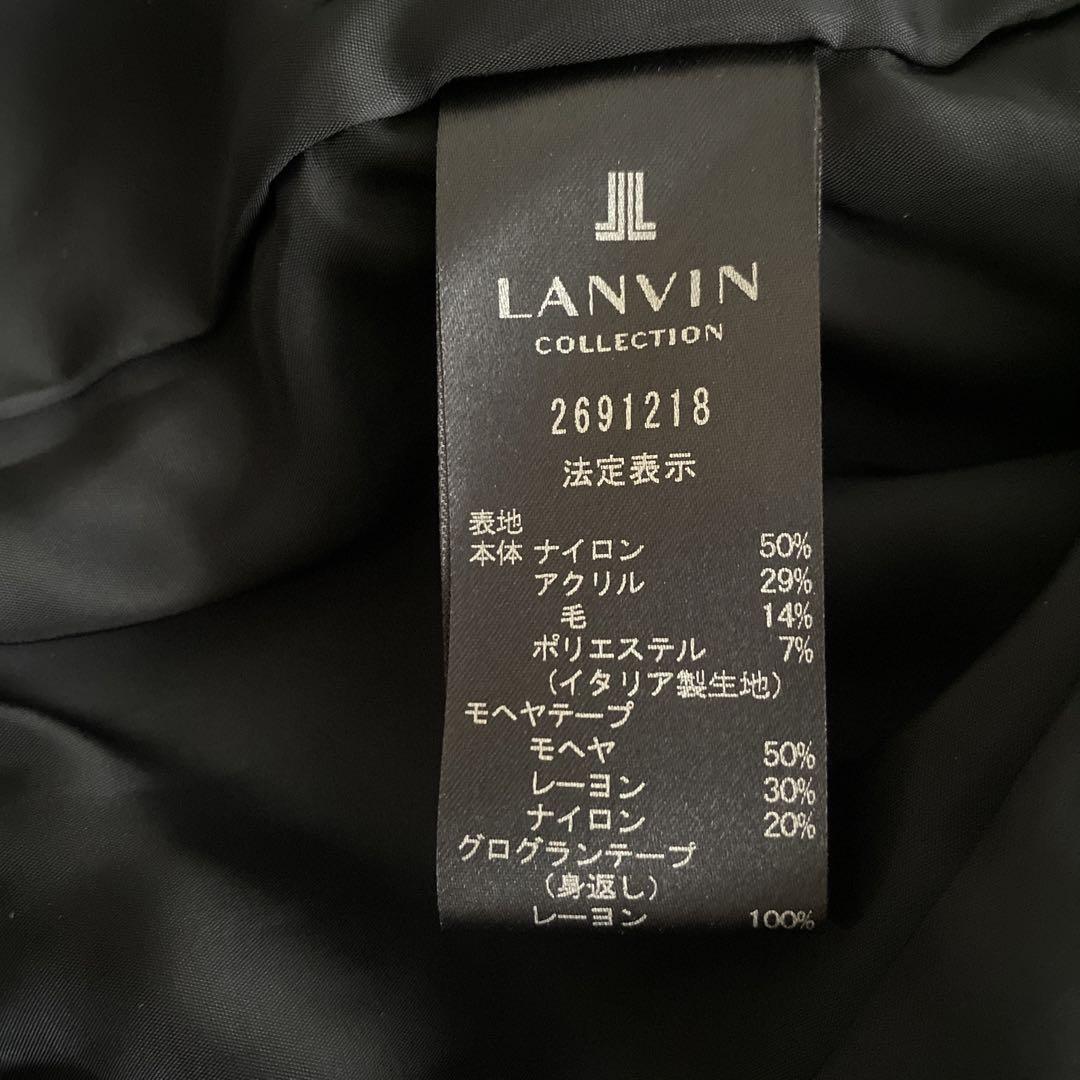 LANVIN
COLLECTION
2691218
法定表示
表地
本体 ナイロン 50%
アクリル 29%
毛 14%
ポリエステル 7%
(イタリア製生地)
モヘヤテープ
モヘヤ 50%
レーヨン 30%
ナイロン 20%
グログランテープ
(身返し)
レーヨン 100%